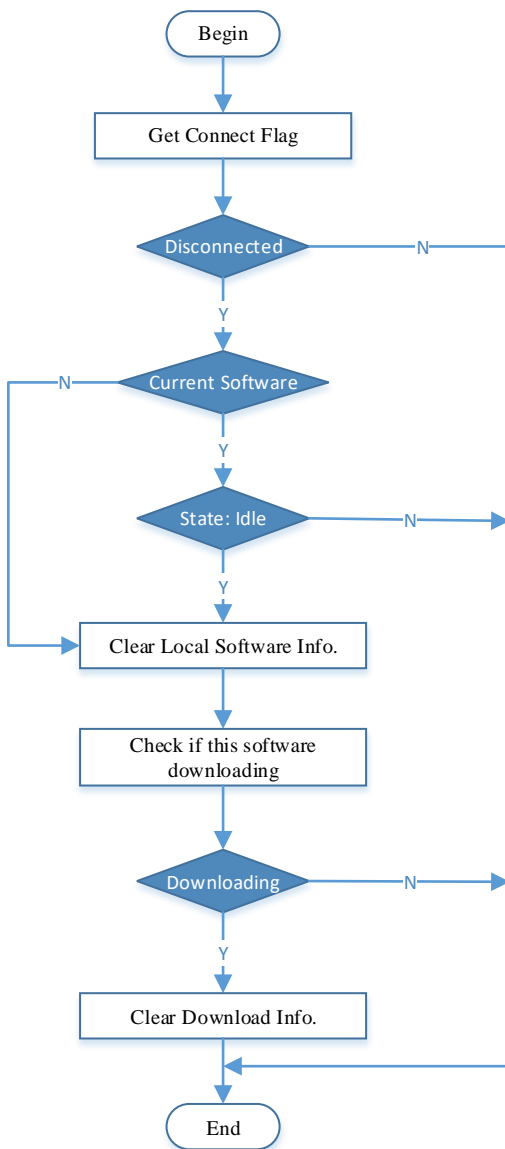 Begin
Get Connect Flag
Disconnected
N
Y
N
Current Software
Y
State: Idle
N
Y
Clear Local Software Info.
Check if this software
downloading
Downloading
N
Y
Clear Download Info.
End